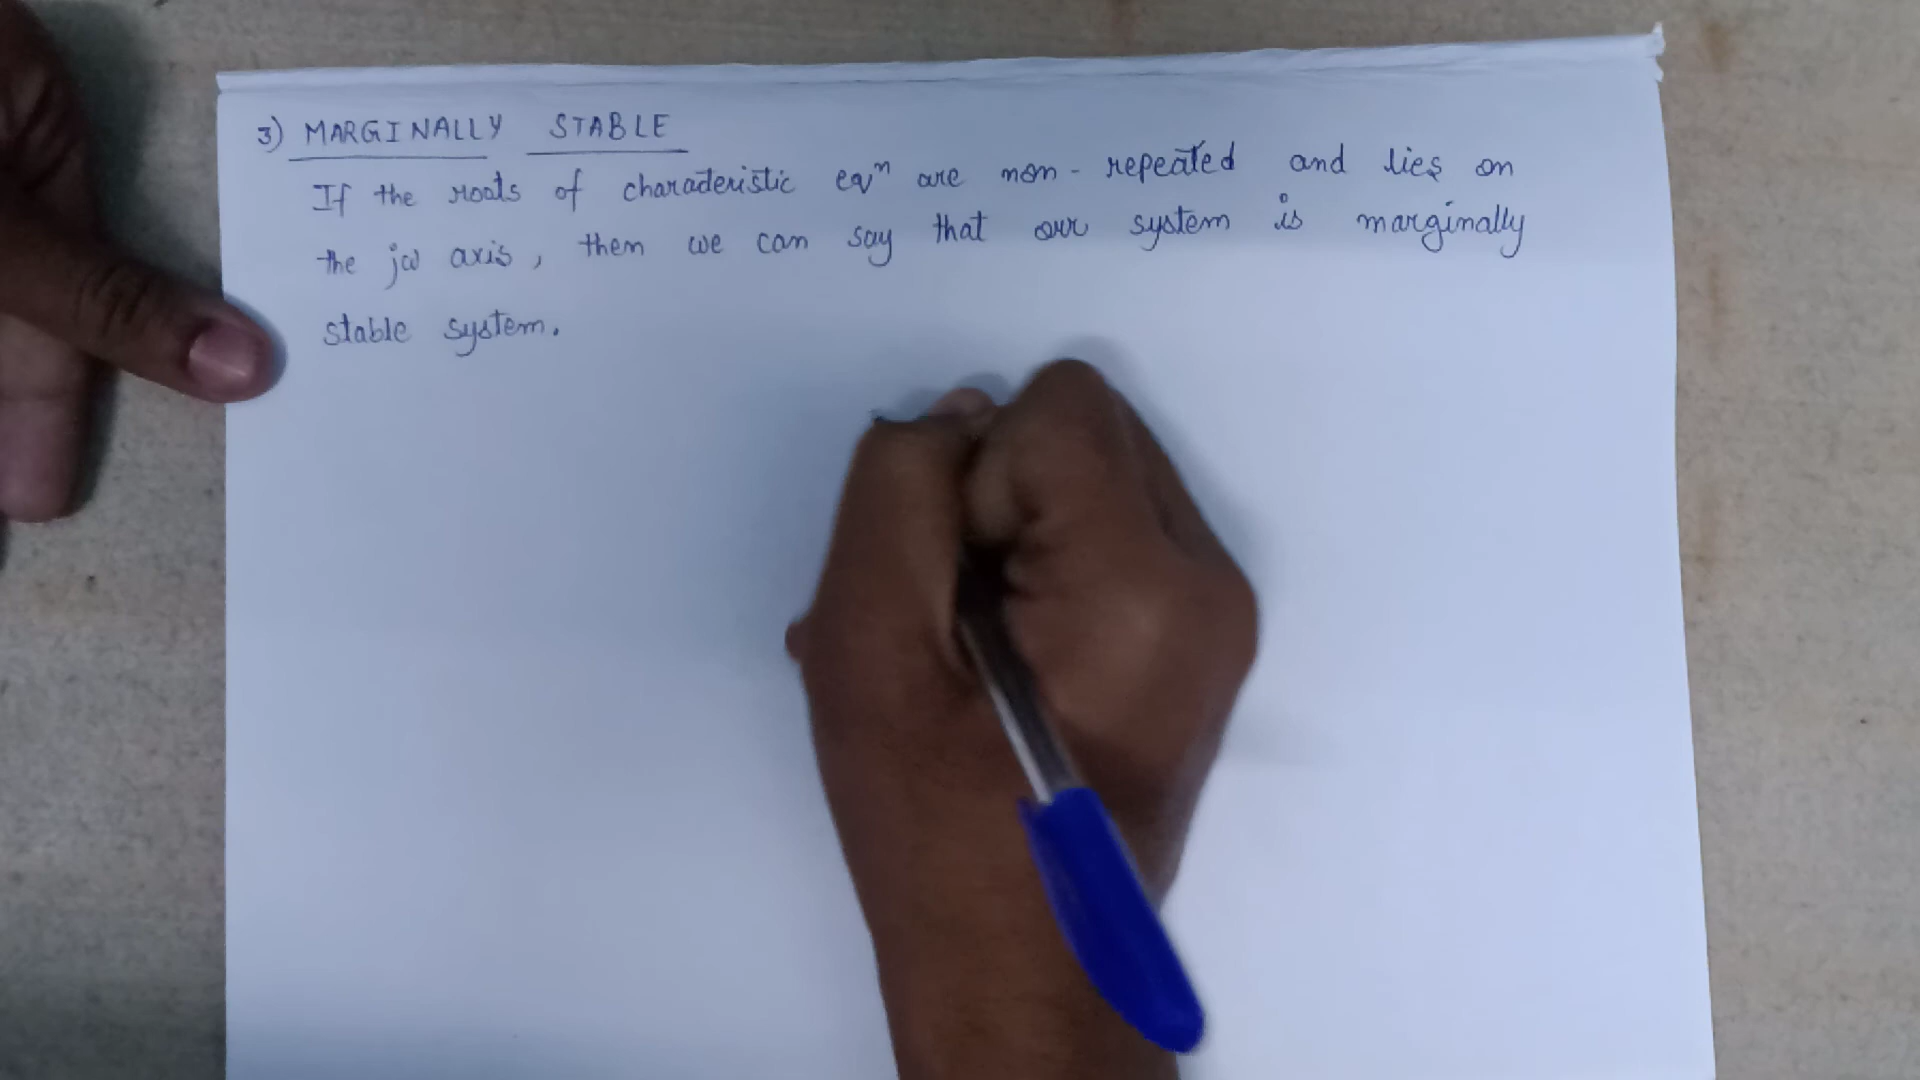 3) MARGINALLY STABLE
If the roots of characteristic eqⁿ are non-repeated and lies on
the jω axis, then we can say that our system is marginally
stable system.